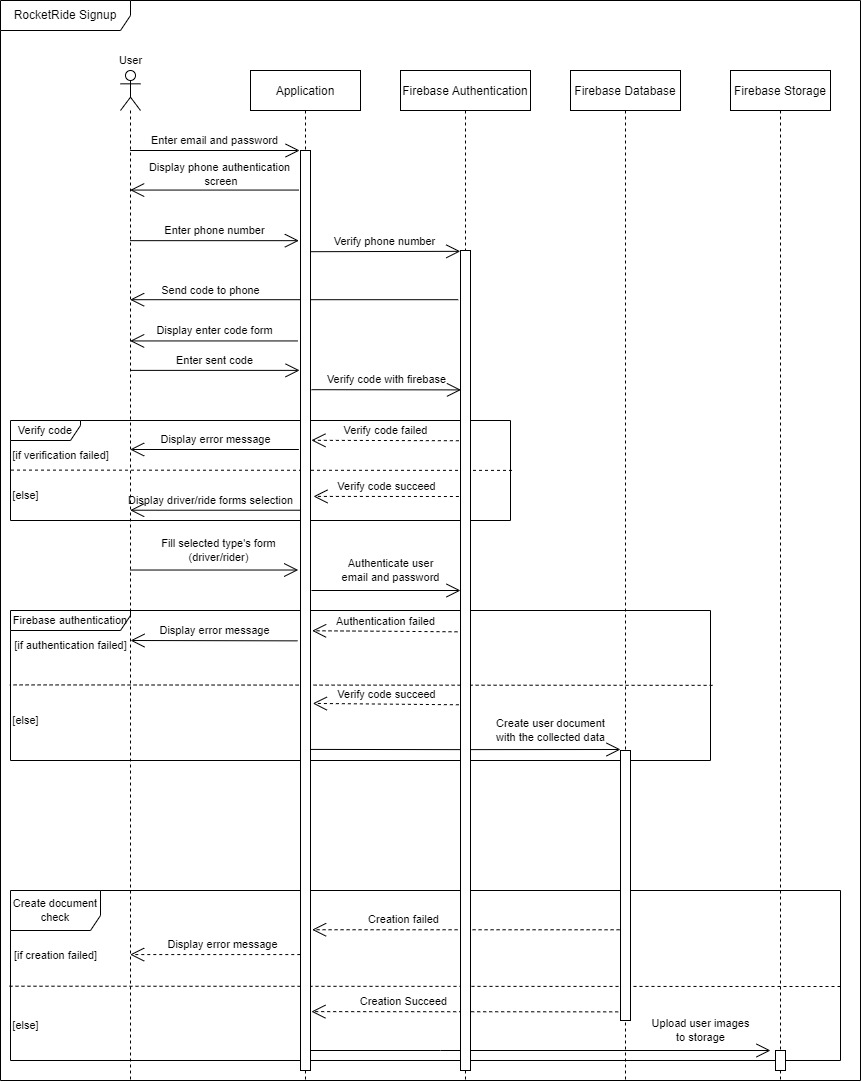 RocketRide Signup
User
Application
Firebase Authentication
Firebase Database
Firebase Storage
Enter email and password
Display phone authentication
screen
Enter phone number
Verify phone number
Send code to phone
Display enter code form
Enter sent code
Verify code with firebase
Verify code
Verify code failed
Display error message
[if verification failed]
Verify code succeed
[else]
Display driver/ride forms selection
Fill selected type's form
(driver/rider)
Authenticate user
email and password
Firebase authentication
Authentication failed
Display error message
[if authentication failed]
Verify code succeed
[else]
Create user document
with the collected data
Create document
check
Creation failed
Display error message
[if creation failed]
Creation Succeed
[else]
Upload user images
to storage